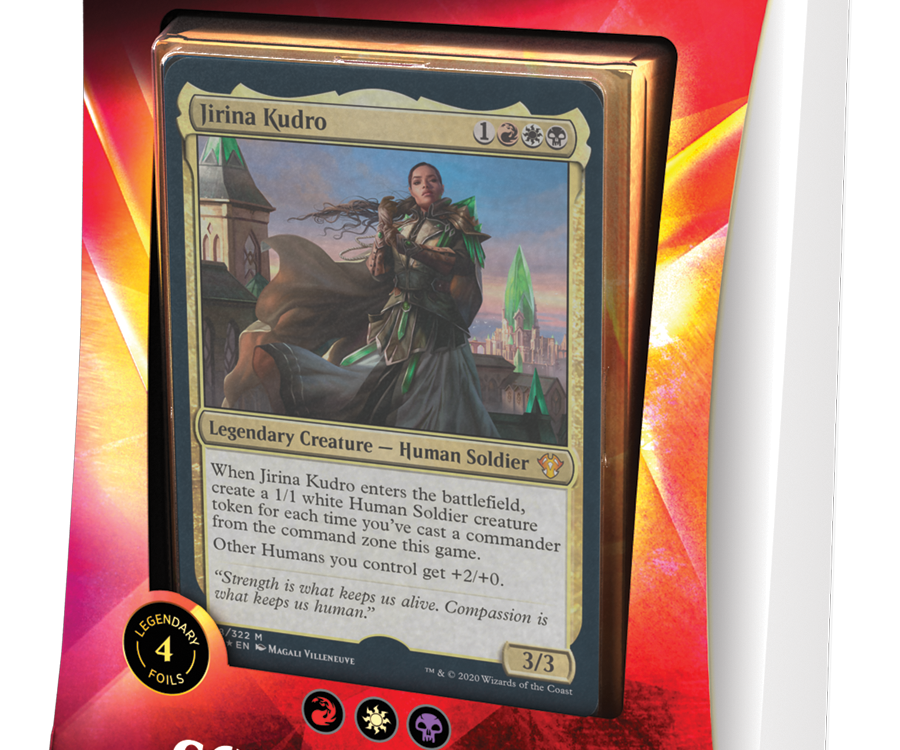 Jirina Kudro
1
Legendary Creature — Human Soldier
When Jirina Kudro enters the battlefield,
create a 1/1 white Human Soldier creature
token for each time you've cast a commander
from the command zone this game.
Other Humans you control get +2/+0.
“Strength is what keeps us alive. Compassion is
what keeps us human.”
3/3
/322 M
★ EN Magali Villeneuve
™ & © 2020 Wizards of the Coast
LEGENDARY
4
FOILS